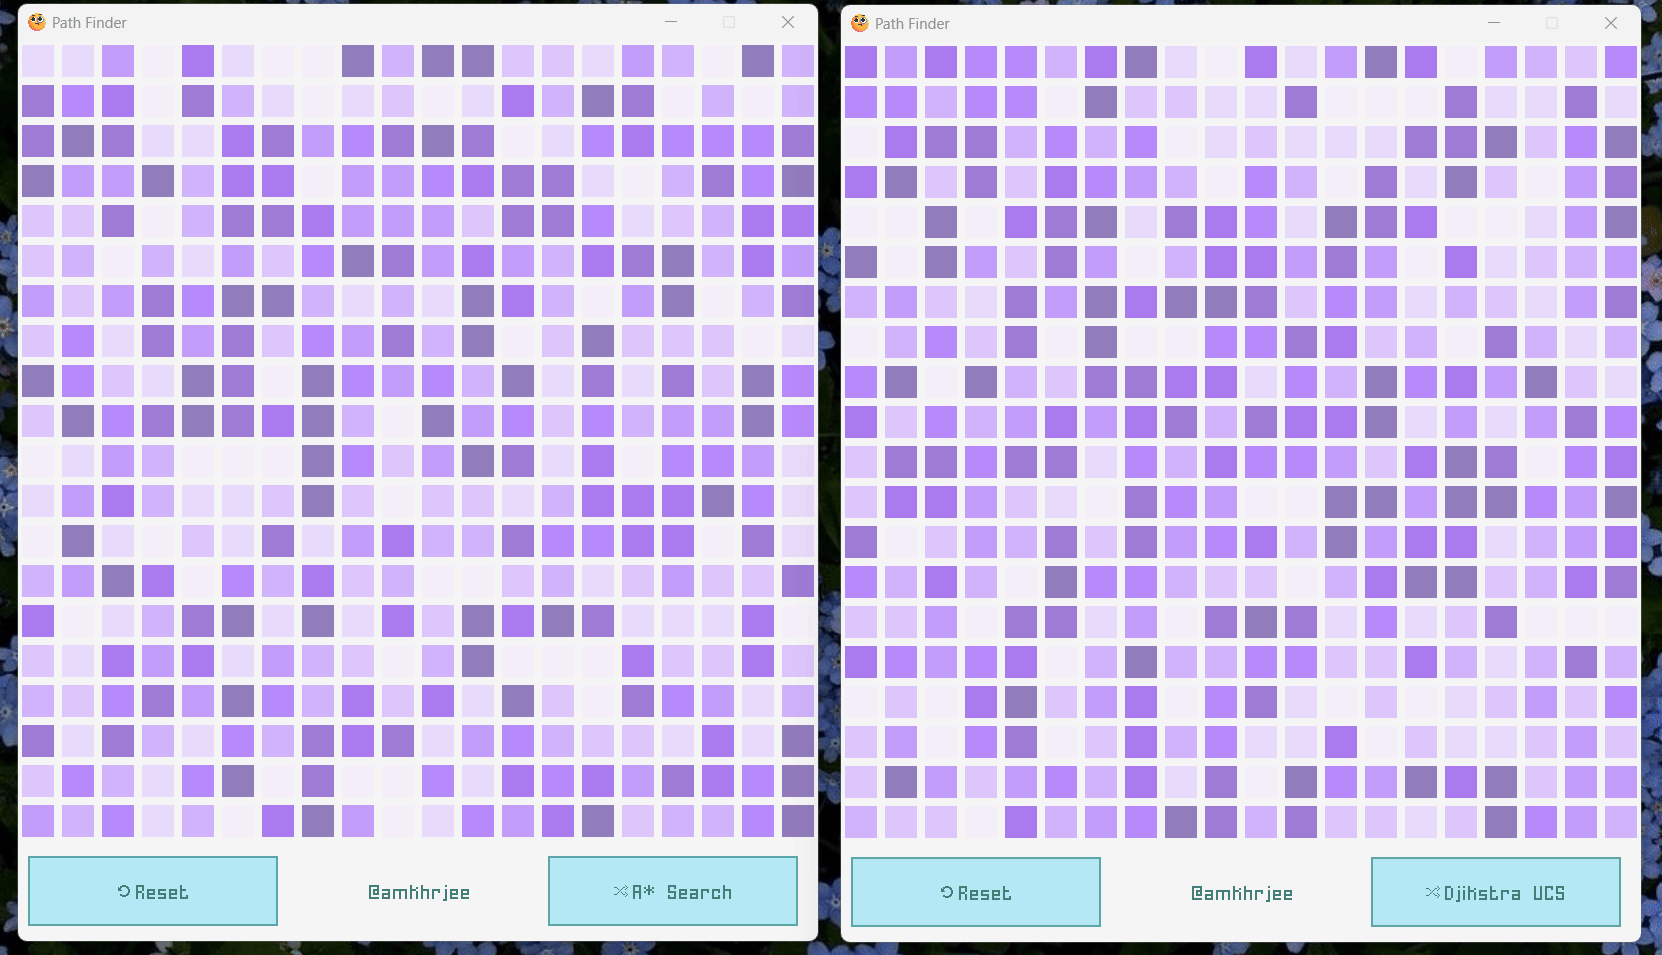 Path Finder
Reset
@amkhrjee
A* Search
Path Finder
Reset
@amkhrjee
Djikstra UCS